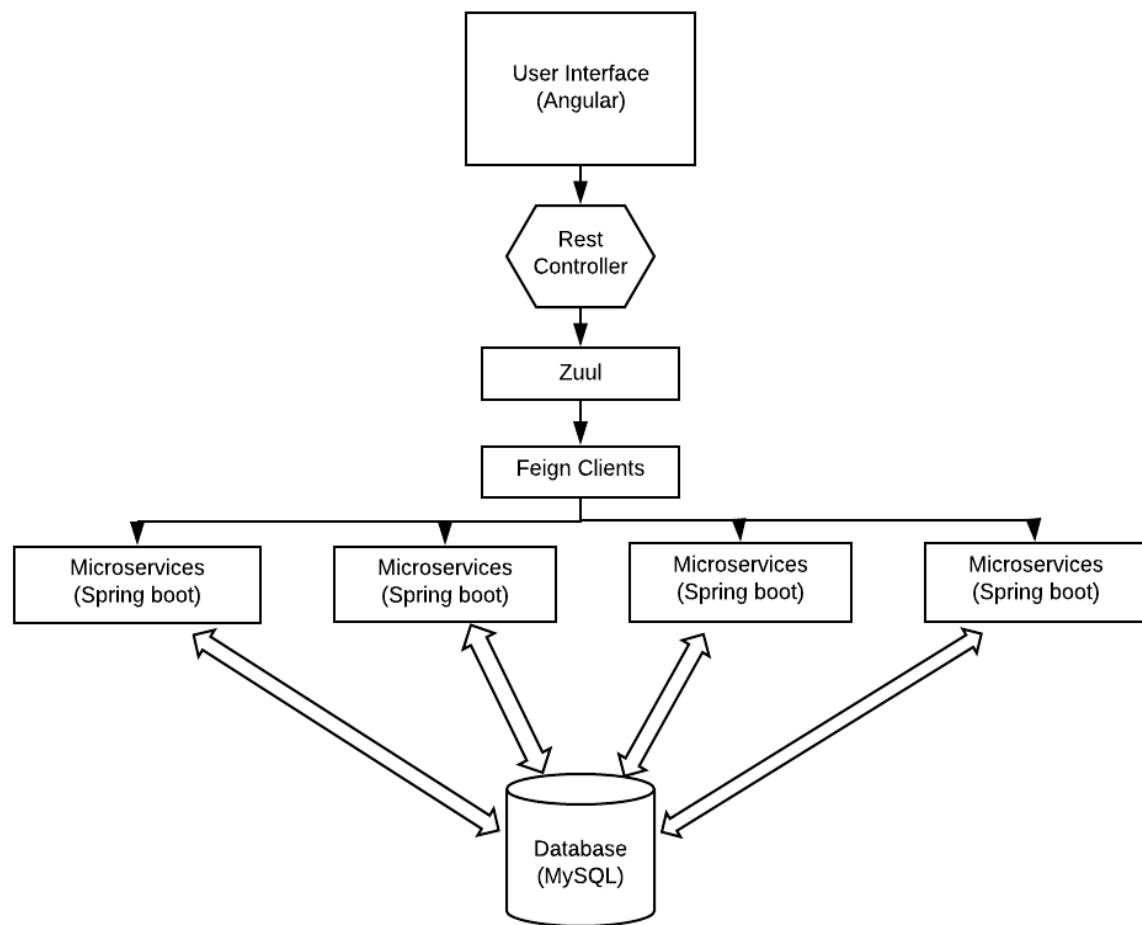 User Interface
(Angular)
Rest
Controller
Zuul
Feign Clients
Microservices
(Spring boot)
Microservices
(Spring boot)
Microservices
(Spring boot)
Microservices
(Spring boot)
Database
(MySQL)